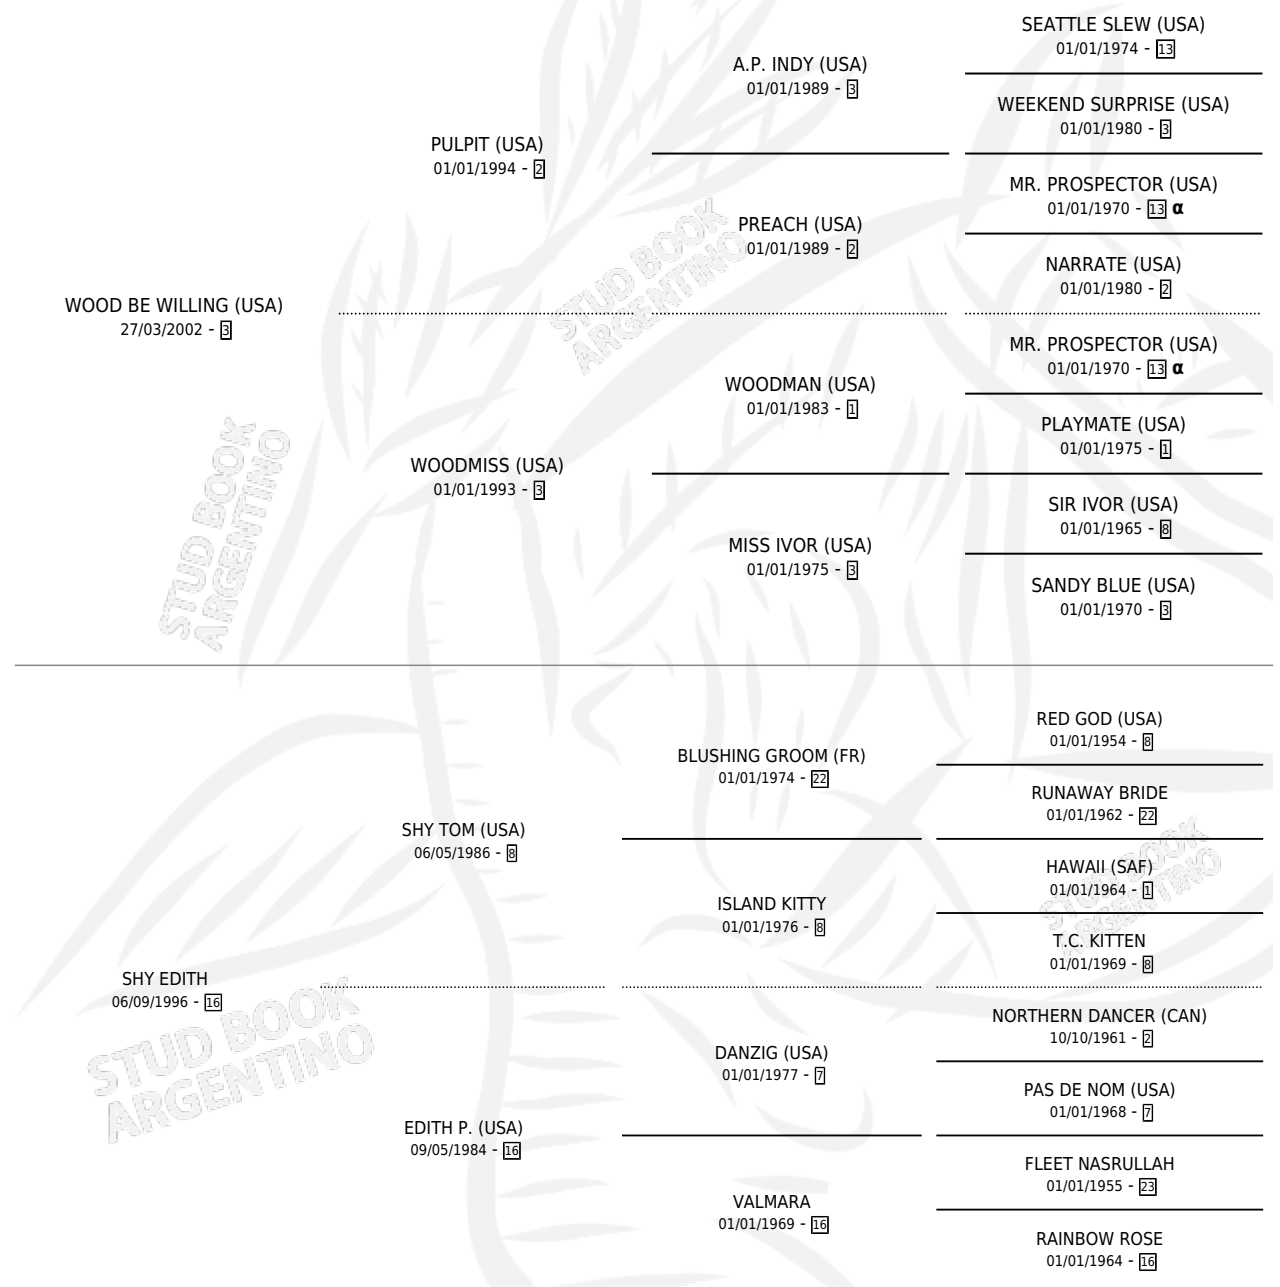 SEATTLE SLEW (USA)
01/01/1974 - 13
A.P. INDY (USA)
01/01/1989 - 3
WEEKEND SURPRISE (USA)
01/01/1980 - 3
PULPIT (USA)
01/01/1994 - 2
MR. PROSPECTOR (USA)
01/01/1970 - 13 α
PREACH (USA)
01/01/1989 - 2
NARRATE (USA)
01/01/1980 - 2
WOOD BE WILLING (USA)
27/03/2002 - 3
MR. PROSPECTOR (USA)
01/01/1970 - 13 α
WOODMAN (USA)
01/01/1983 - 1
PLAYMATE (USA)
01/01/1975 - 1
WOODMISS (USA)
01/01/1993 - 3
SIR IVOR (USA)
01/01/1965 - 8
MISS IVOR (USA)
01/01/1975 - 3
SANDY BLUE (USA)
01/01/1970 - 3
RED GOD (USA)
01/01/1954 - 8
BLUSHING GROOM (FR)
01/01/1974 - 22
RUNAWAY BRIDE
01/01/1962 - 22
SHY TOM (USA)
06/05/1986 - 8
HAWAII (SAF)
01/01/1964 - 1
ISLAND KITTY
01/01/1976 - 8
T.C. KITTEN
01/01/1969 - 8
SHY EDITH
06/09/1996 - 16
NORTHERN DANCER (CAN)
10/10/1961 - 2
DANZIG (USA)
01/01/1977 - 7
PAS DE NOM (USA)
01/01/1968 - 7
EDITH P. (USA)
09/05/1984 - 16
FLEET NASRULLAH
01/01/1955 - 23
VALMARA
01/01/1969 - 16
RAINBOW ROSE
01/01/1964 - 16
STUD BOOK
ARGENTINO
STUD BOOK
ARGENTINO
STUD BOOK
ARGENTINO
STUD BOOK
ARGENTINO